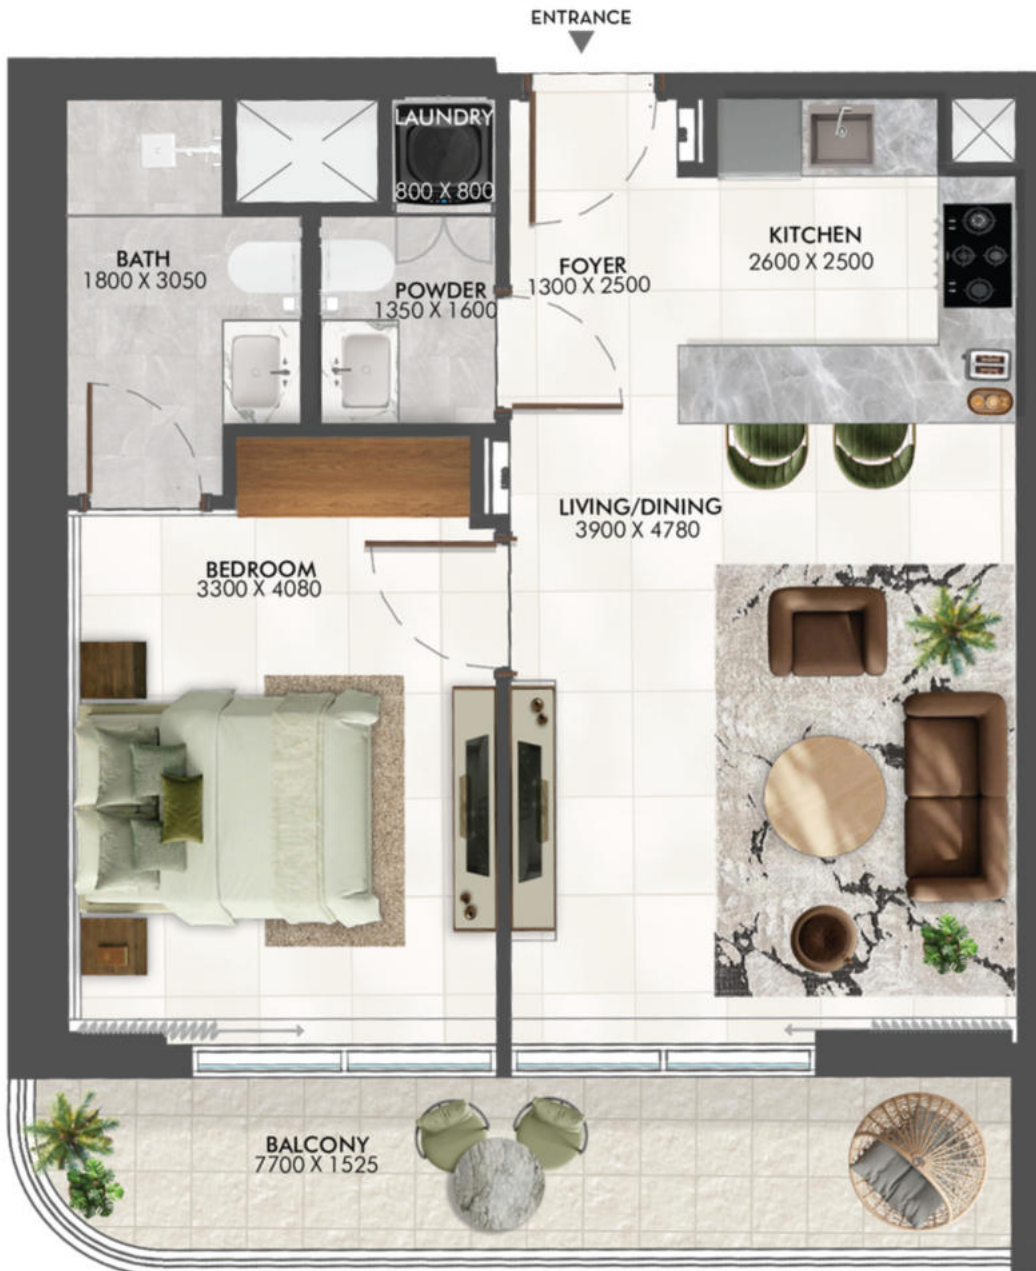 ENTRANCE
LAUNDRY
800 X 800
BATH
1800 X 3050
POWDER
1350 X 1600
FOYER
1300 X 2500
KITCHEN
2600 X 2500
LIVING/DINING
3900 X 4780
BEDROOM
3300 X 4080
BALCONY
7700 X 1525